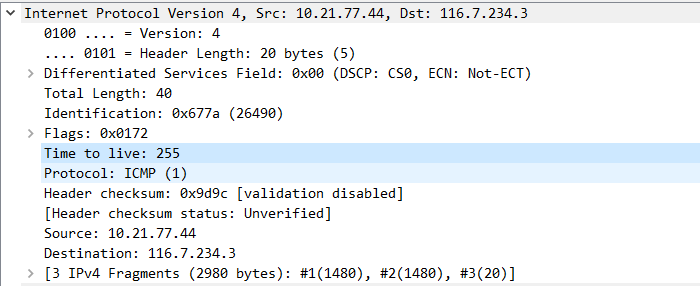 Internet Protocol Version 4, Src: 10.21.77.44, Dst: 116.7.234.3
0100 .... = Version: 4
.... 0101 = Header Length: 20 bytes (5)
Differentiated Services Field: 0x00 (DSCP: CS0, ECN: Not-ECT)
Total Length: 40
Identification: 0x677a (26490)
Flags: 0x0172
Time to live: 255
Protocol: ICMP (1)
Header checksum: 0x9d9c [validation disabled]
[Header checksum status: Unverified]
Source: 10.21.77.44
Destination: 116.7.234.3
[3 IPv4 Fragments (2980 bytes): #1(1480), #2(1480), #3(20)]